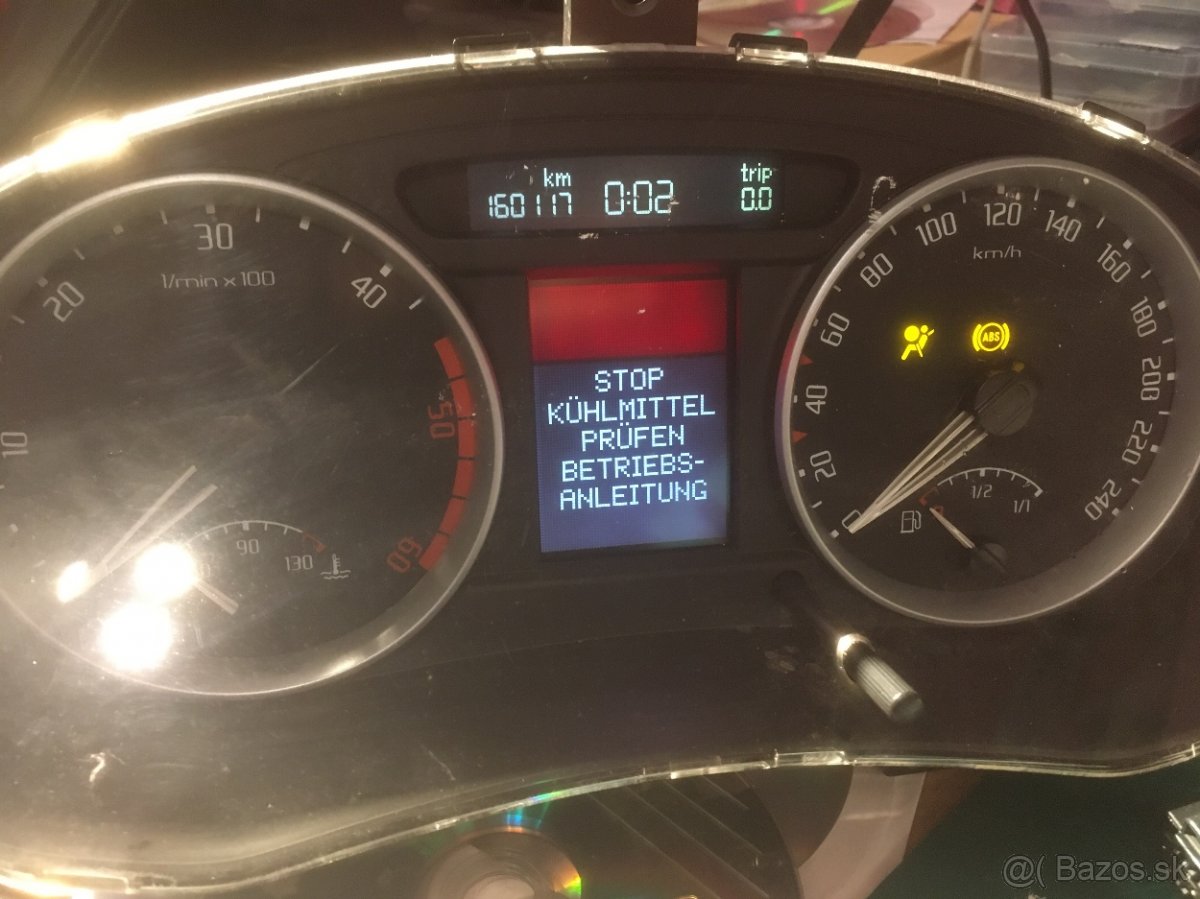 km
160117
0:02
trip
0.0
10
20
30
40
50
60
1/min x 100
90
130
STOP
KÜHLMITTEL
PRÜFEN
BETRIEBS-
ANLEITUNG
0
20
40
60
80
100
120
140
160
180
200
220
240
km/h
ABS
1/2
1/1
@( Bazos.sk